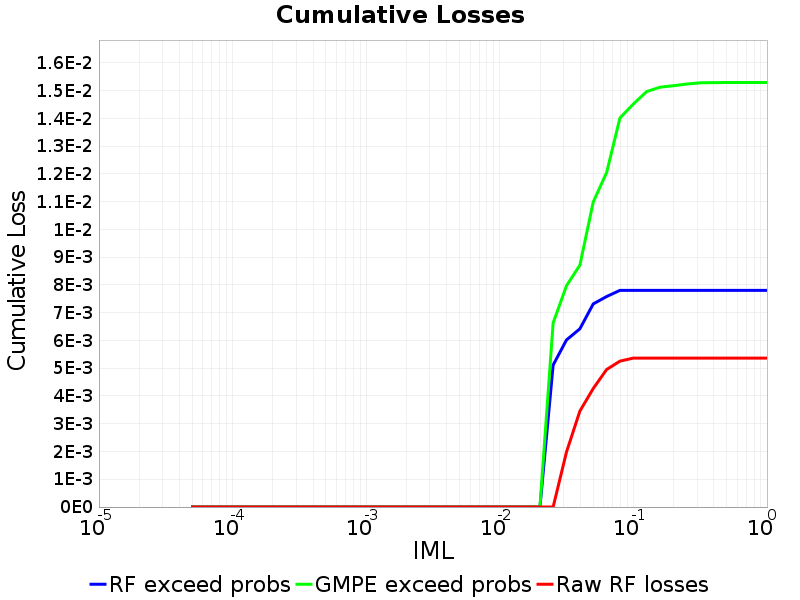 Cumulative Losses
Cumulative Loss
1.6E-2
1.5E-2
1.4E-2
1.3E-2
1.2E-2
1.1E-2
1E-2
9E-3
8E-3
7E-3
6E-3
5E-3
4E-3
3E-3
2E-3
1E-3
0E0
10^-5 10^-4 10^-3 10^-2 10^-1 10^0
IML
RF exceed probs GMPE exceed probs Raw RF losses